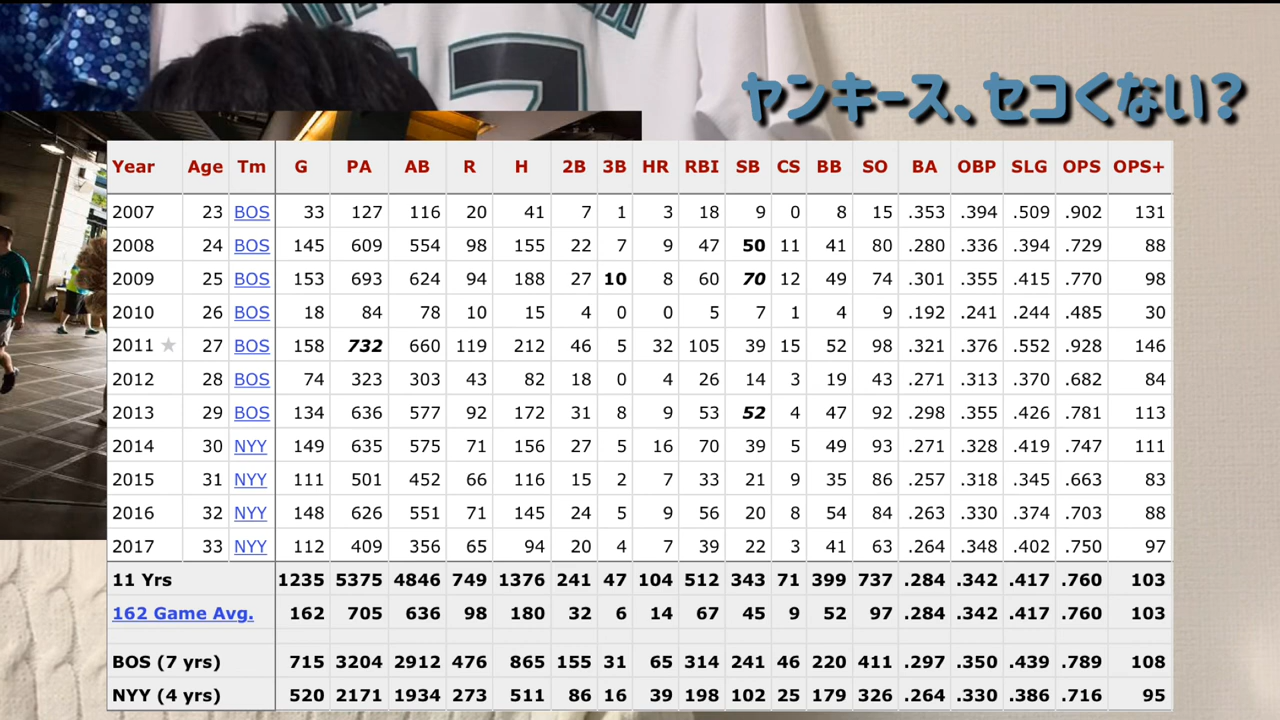 ヤンキース、セコくない?
Year Age Tm G PA AB R H 2B 3B HR RBI SB CS BB SO BA OBP SLG OPS OPS+
2007 23 BOS 33 127 116 20 41 7 1 3 18 9 0 8 15 .353 .394 .509 .902 131
2008 24 BOS 145 609 554 98 155 22 7 9 47 50 11 41 80 .280 .336 .394 .729 88
2009 25 BOS 153 693 624 94 188 27 10 8 60 70 12 49 74 .301 .355 .415 .770 98
2010 26 BOS 18 84 78 10 15 4 0 0 5 7 1 4 9 .192 .241 .244 .485 30
2011 ★ 27 BOS 158 732 660 119 212 46 5 32 105 39 15 52 98 .321 .376 .552 .928 146
2012 28 BOS 74 323 303 43 82 18 0 4 26 14 3 19 43 .271 .313 .370 .682 84
2013 29 BOS 134 636 577 92 172 31 8 9 53 52 4 47 92 .298 .355 .426 .781 113
2014 30 NYY 149 635 575 71 156 27 5 16 70 39 5 49 93 .271 .328 .419 .747 111
2015 31 NYY 111 501 452 66 116 15 2 7 33 21 9 35 86 .257 .318 .345 .663 83
2016 32 NYY 148 626 551 71 145 24 5 9 56 20 8 54 84 .263 .330 .374 .703 88
2017 33 NYY 112 409 356 65 94 20 4 7 39 22 3 41 63 .264 .348 .402 .750 97
11 Yrs 1235 5375 4846 749 1376 241 47 104 512 343 71 399 737 .284 .342 .417 .760 103
162 Game Avg. 162 705 636 98 180 32 6 14 67 45 9 52 97 .284 .342 .417 .760 103
BOS (7 yrs) 715 3204 2912 476 865 155 31 65 314 241 46 220 411 .297 .350 .439 .789 108
NYY (4 yrs) 520 2171 1934 273 511 86 16 39 198 102 25 179 326 .264 .330 .386 .716 95